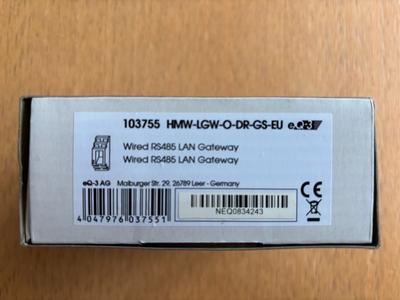 103755 HMW-LGW-O-DR-GS-EU eQ-3
Wired RS485 LAN Gateway
Wired RS485 LAN Gateway
eQ-3 AG Maiburger Str. 29, 26789 Leer - Germany
4 047976 037551
NEQ0834243
CE